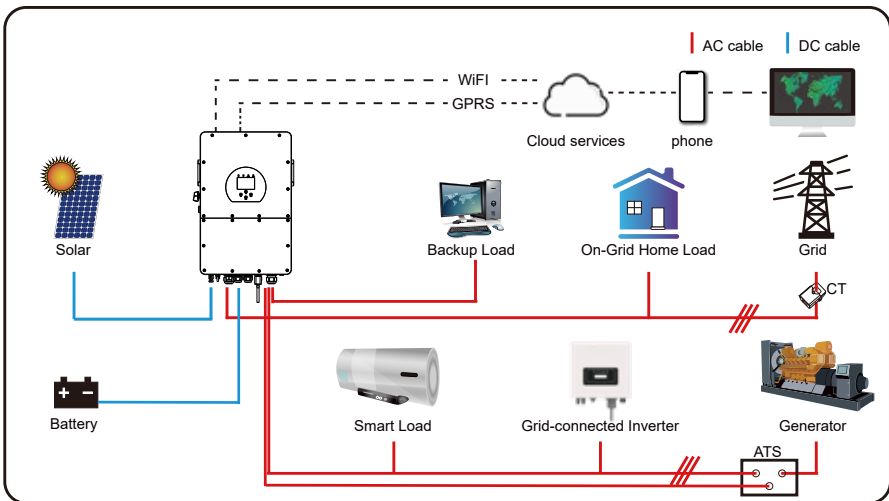 AC cable
DC cable
WiFI
GPRS
Cloud services
phone
Solar
Backup Load
On-Grid Home Load
Grid
CT
Battery
Smart Load
Grid-connected Inverter
Generator
ATS